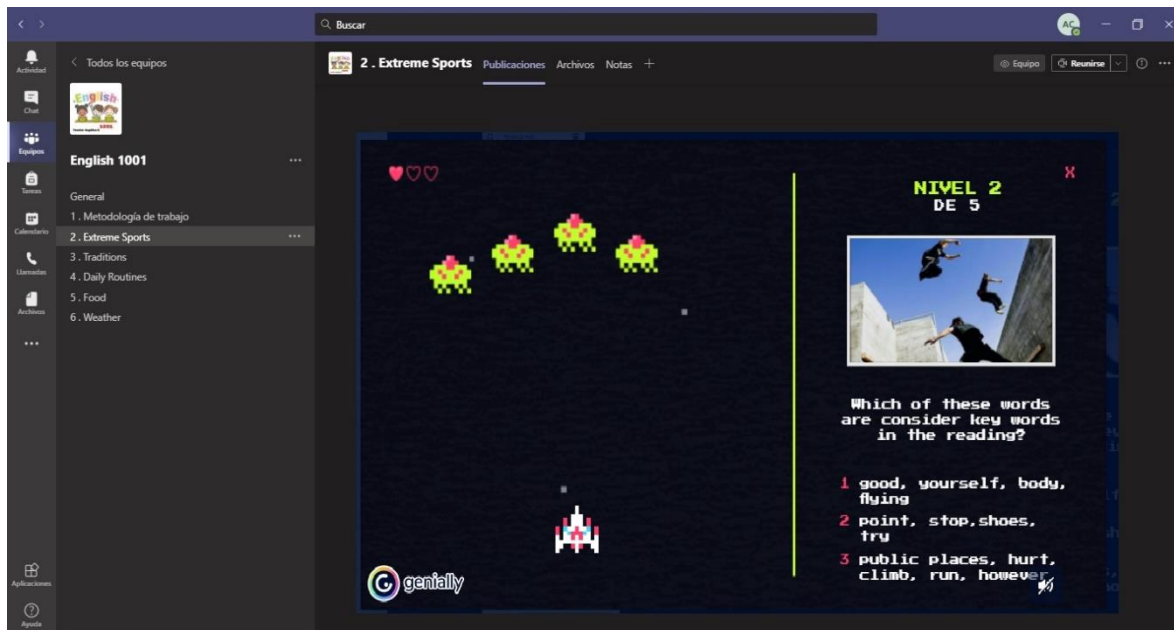 Buscar
AC
Actividad
Chat
Equipos
Tareas
Calendario
Llamadas
Archivos
Aplicaciones
Ayuda
Todos los equipos
English
English 1001
General
1 . Metodología de trabajo
2 . Extreme Sports
3 . Traditions
4 . Daily Routines
5 . Food
6 . Weather
2 . Extreme Sports Publicaciones Archivos Notas
Equipo Reunirse
X
NIVEL 2
DE 5
Which of these words
are consider key words
in the reading?
1 good, yourself, body,
flying
2 point, stop,shoes,
try
3 public places, hurt,
climb, run, however
genially